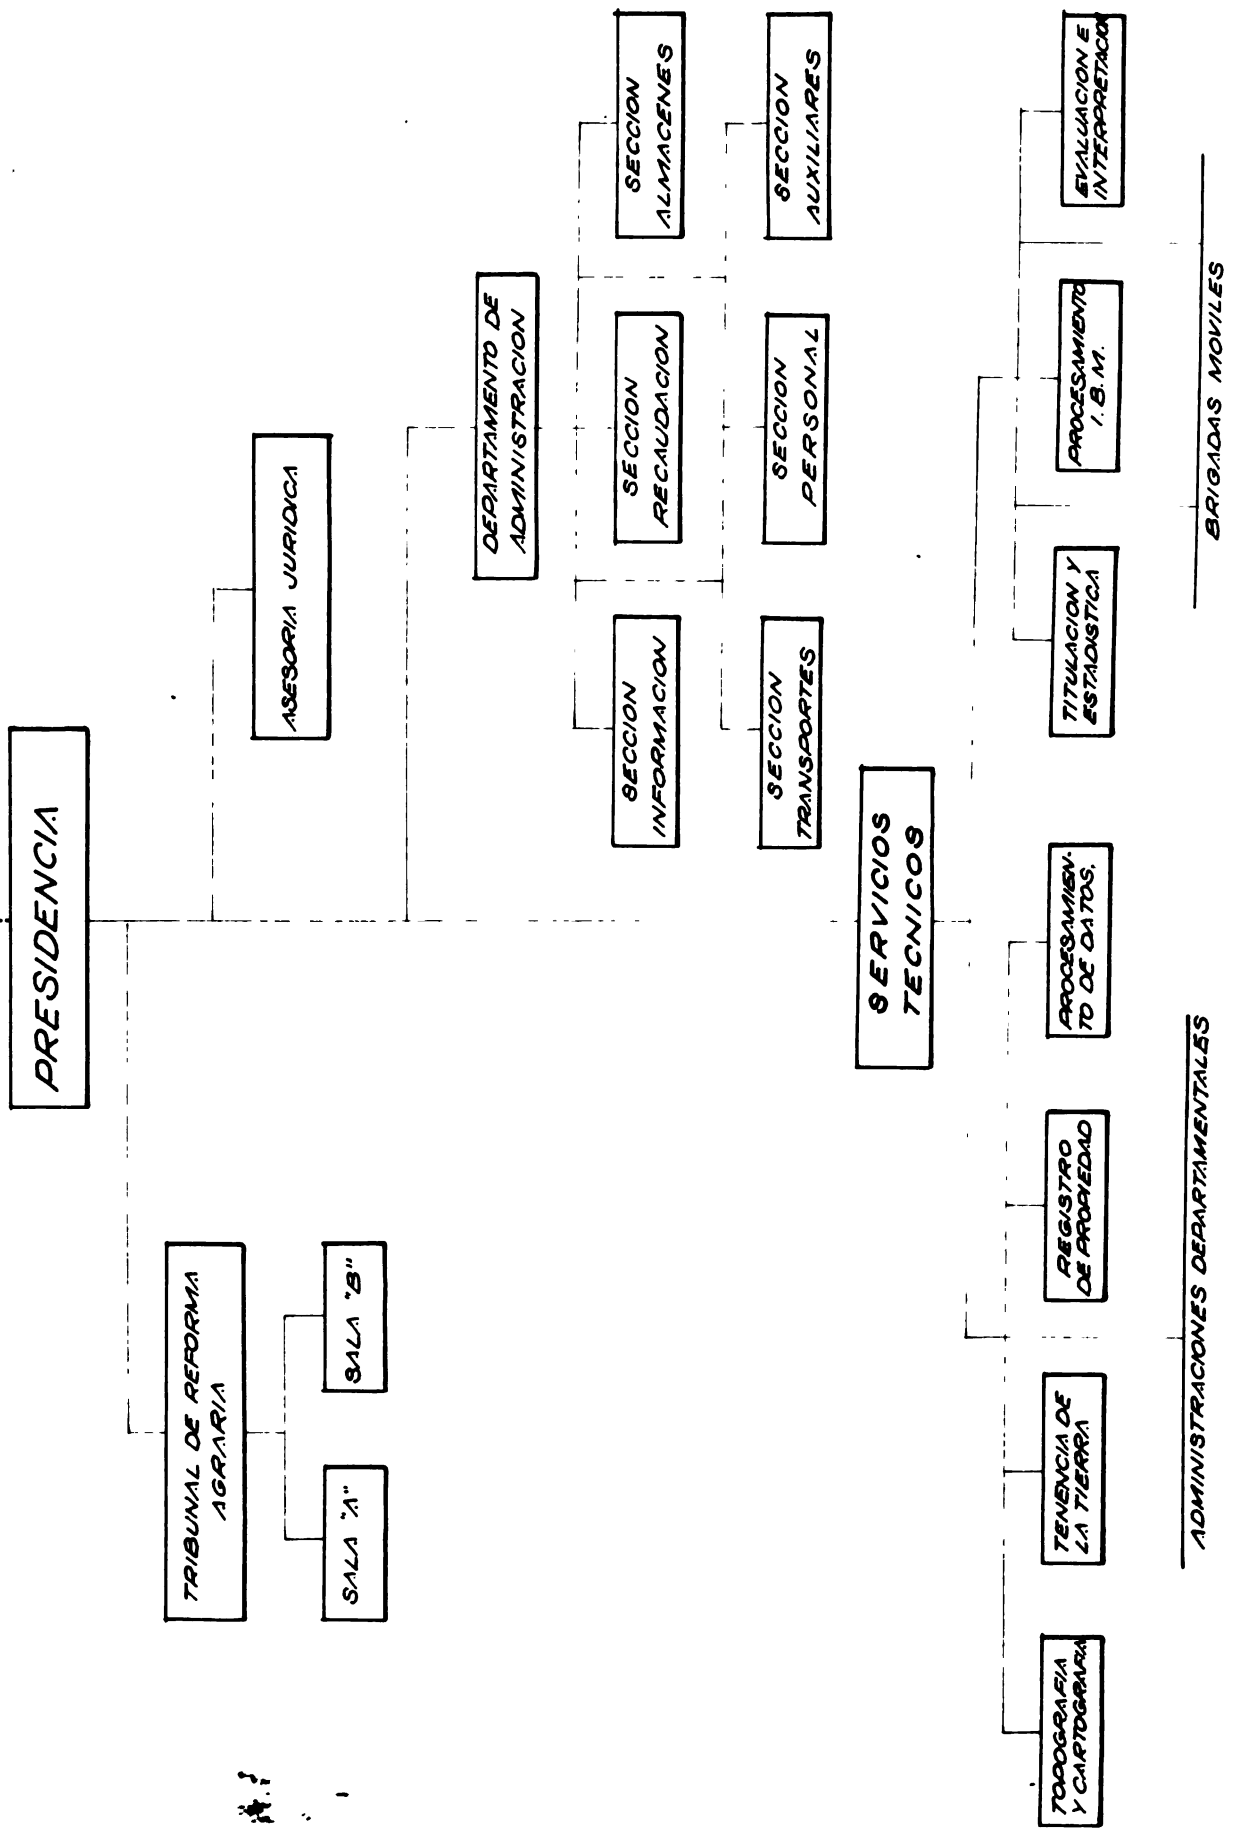 PRESIDENCIA
TRIBUNAL DE REFORMA
AGRARIA
SALA "A"
SALA "B"
ASESORIA JURIDICA
DEPARTAMENTO DE
ADMINISTRACION
SECCION
INFORMACION
SECCION
RECAUDACION
SECCION
ALMACENES
SECCION
TRANSPORTES
SECCION
PERSONAL
SECCION
AUXILIARES
SERVICIOS
TECNICOS
TOPOGRAFIA
Y CARTOGRAFIA
TENENCIA DE
LA TIERRA
REGISTRO
DE PROPIEDAD
PROCESAMIEN-
TO DE DATOS.
TITULACION Y
ESTADISTICA
PROCESAMIENTO
I. B. M.
EVALUACION E
INTERPRETACION
ADMINISTRACIONES DEPARTAMENTALES
BRIGADAS MOVILES